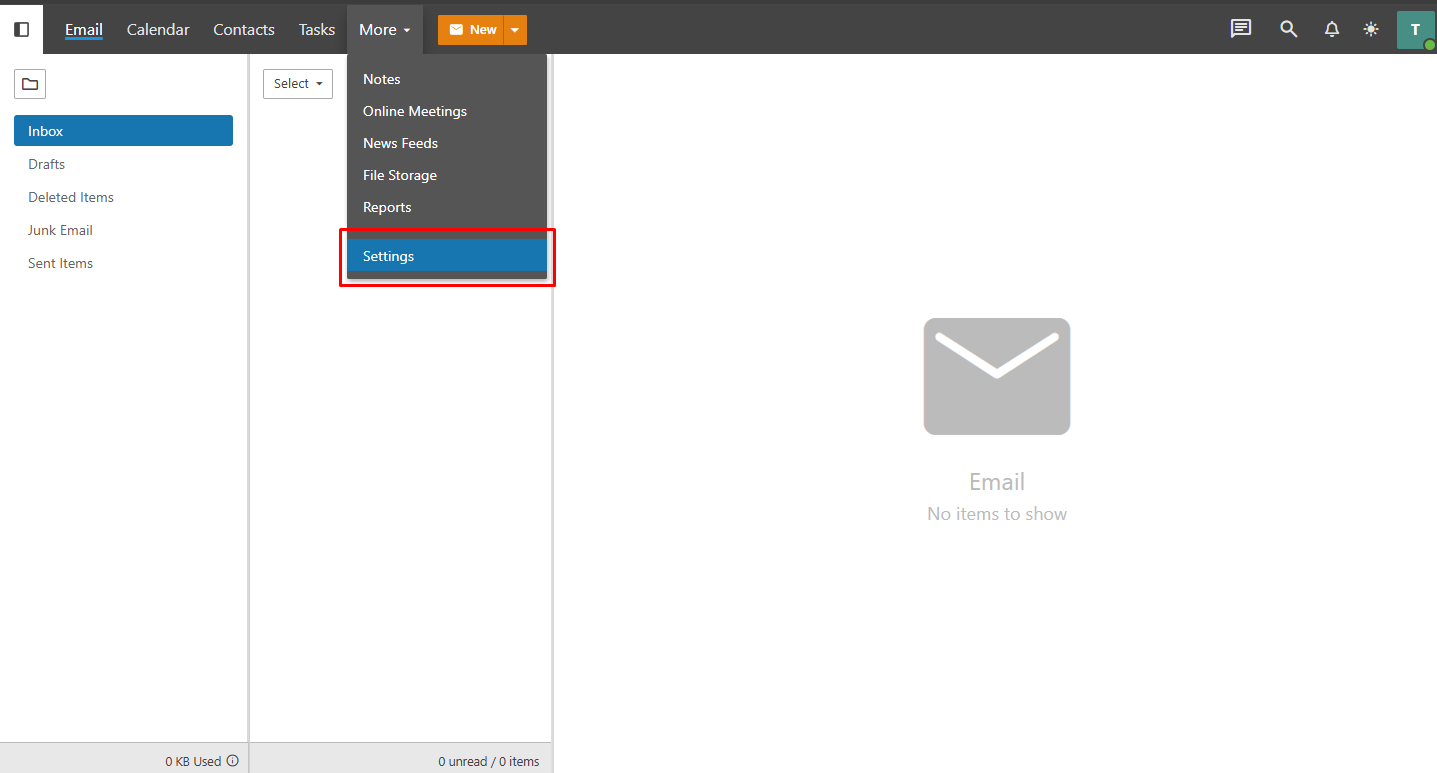 Email Calendar Contacts Tasks More New T
Select
Inbox
Drafts
Deleted Items
Junk Email
Sent Items
Notes
Online Meetings
News Feeds
File Storage
Reports
Settings
Email
No items to show
0 KB Used
0 unread / 0 items